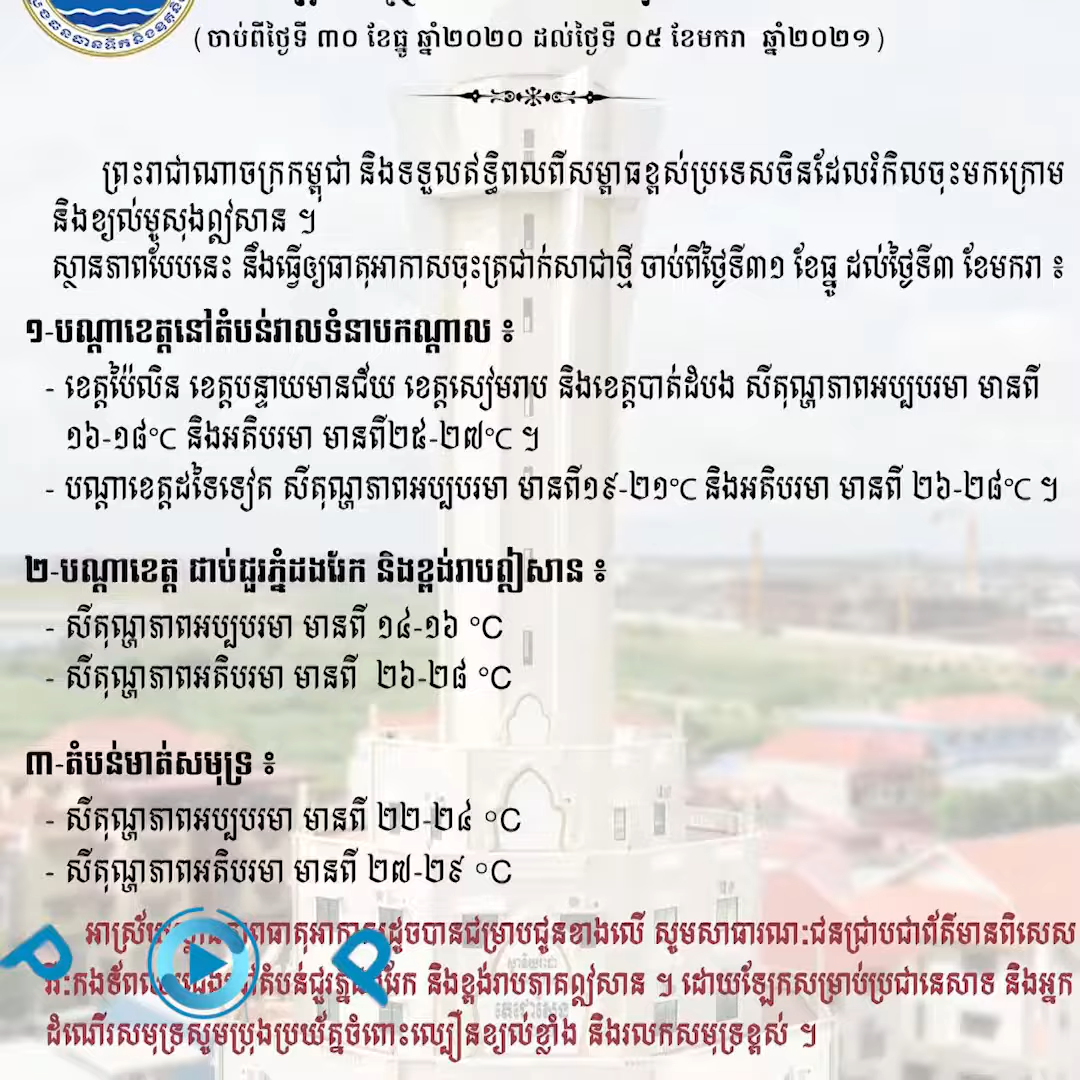 ( ចាប់ពីថ្ងៃទី ៣០ ខែធ្នូ ឆ្នាំ២០២០ ដល់ថ្ងៃទី ០៥ ខែមករា ឆ្នាំ២០២១ )
ព្រះរាជាណាចក្រកម្ពុជា និងទទួលឥទ្ធិពលពីសម្ពាធខ្ពស់ប្រទេសចិនដែលរំកិលចុះមកក្រោម
និងខ្យល់មូសុងឦសាន ។
ស្ថានភាពបែបនេះ នឹងធ្វើឲ្យធាតុអាកាសចុះត្រជាក់សាជាថ្មី ចាប់ពីថ្ងៃទី៣១ ខែធ្នូ ដល់ថ្ងៃទី៣ ខែមករា ៖
១-បណ្តាខេត្តនៅតំបន់វាលទំនាបកណ្តាល ៖
- ខេត្តប៉ៃលិន ខេត្តបន្ទាយមានជ័យ ខេត្តសៀមរាប និងខេត្តបាត់ដំបង សីតុណ្ហភាពអប្បបរមា មានពី
១៦-១៨°C និងអតិបរមា មានពី២៥-២៧°C ។
- បណ្តាខេត្តដទៃទៀត សីតុណ្ហភាពអប្បបរមា មានពី១៩-២១°C និងអតិបរមា មានពី ២៦-២៨°C ។
២-បណ្តាខេត្ត ជាប់ជួរភ្នំដងរែក និងខ្ពង់រាបឦសាន ៖
- សីតុណ្ហភាពអប្បបរមា មានពី ១៤-១៦ °C
- សីតុណ្ហភាពអតិបរមា មានពី ២៦-២៨ °C
៣-តំបន់មាត់សមុទ្រ ៖
- សីតុណ្ហភាពអប្បបរមា មានពី ២២-២៤ °C
- សីតុណ្ហភាពអតិបរមា មានពី ២៧-២៩ °C
ដូចបានជម្រាបជូនខាងលើ សូមសាធារណៈជនជ្រាបជាព័ត៌មានពិសេស
និងខ្ពង់រាបភាគឦសាន ។ ដោយឡែកសម្រាប់ប្រជានេសាទ និងអ្នក
ដំណើរសមុទ្រសូមប្រុងប្រយ័ត្នចំពោះល្បឿនខ្យល់ខ្លាំង និងរលកសមុទ្រខ្ពស់ ។
P P